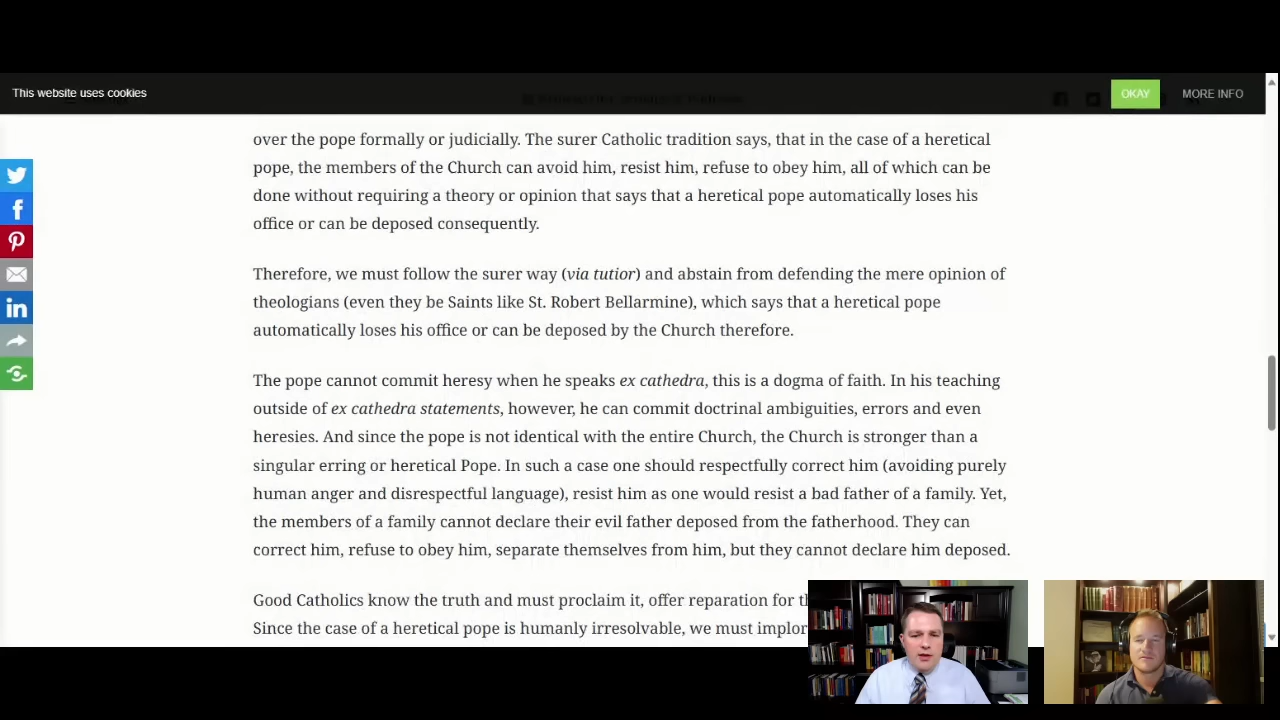 This website uses cookies
OKAY
MORE INFO
over the pope formally or judicially. The surer Catholic tradition says, that in the case of a heretical
pope, the members of the Church can avoid him, resist him, refuse to obey him, all of which can be
done without requiring a theory or opinion that says that a heretical pope automatically loses his
office or can be deposed consequently.
Therefore, we must follow the surer way (via tutior) and abstain from defending the mere opinion of
theologians (even they be Saints like St. Robert Bellarmine), which says that a heretical pope
automatically loses his office or can be deposed by the Church therefore.
The pope cannot commit heresy when he speaks ex cathedra, this is a dogma of faith. In his teaching
outside of ex cathedra statements, however, he can commit doctrinal ambiguities, errors and even
heresies. And since the pope is not identical with the entire Church, the Church is stronger than a
singular erring or heretical Pope. In such a case one should respectfully correct him (avoiding purely
human anger and disrespectful language), resist him as one would resist a bad father of a family. Yet,
the members of a family cannot declare their evil father deposed from the fatherhood. They can
correct him, refuse to obey him, separate themselves from him, but they cannot declare him deposed.
Good Catholics know the truth and must proclaim it, offer reparation for
Since the case of a heretical pope is humanly irresolvable, we must